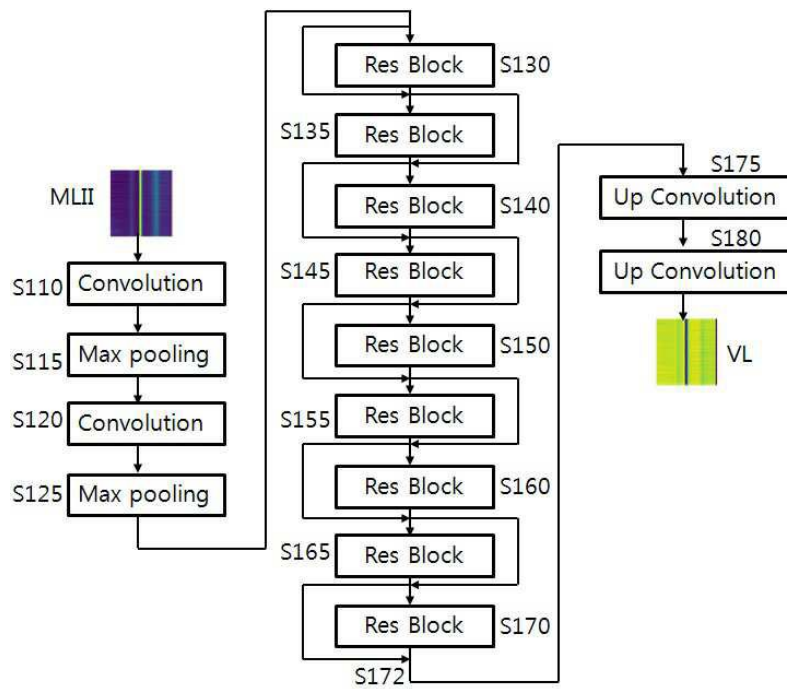 MLII
S110
Convolution
S115
Max pooling
S120
Convolution
S125
Max pooling
Res Block
S130
S135
Res Block
Res Block
S140
S145
Res Block
Res Block
S150
S155
Res Block
Res Block
S160
S165
Res Block
Res Block
S170
S172
S175
Up Convolution
S180
Up Convolution
VL